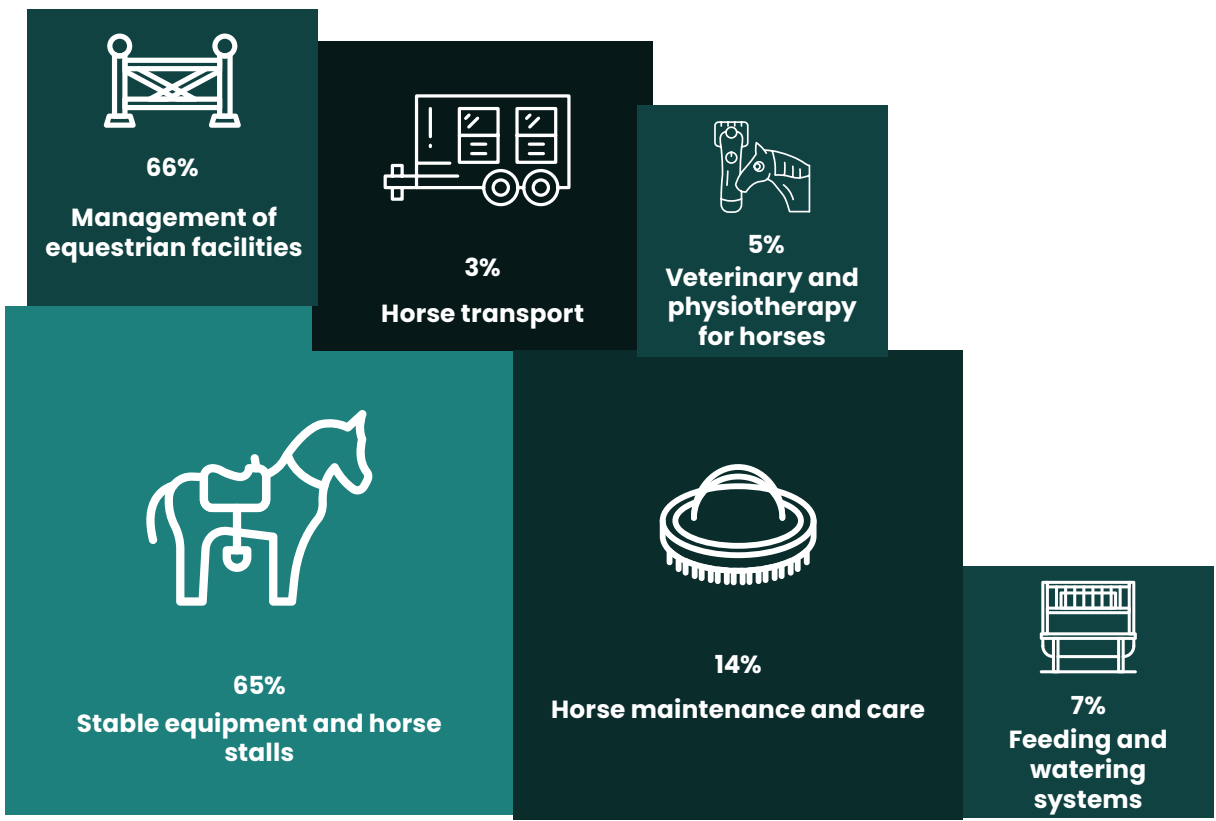 66%
Management of
equestrian facilities
3%
Horse transport
5%
Veterinary and
physiotherapy
for horses
65%
Stable equipment and horse
stalls
14%
Horse maintenance and care
7%
Feeding and
watering
systems